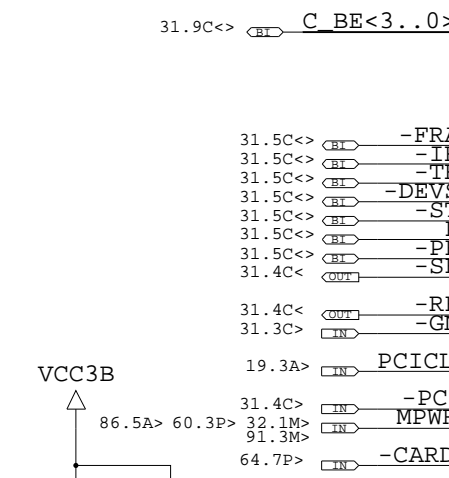 31.9C<> BI C_BE<3..0>
31.5C<> BI -FRA
31.5C<> BI -I
31.5C<> BI -T
31.5C<> BI -DEVS
31.5C<> BI -S
31.5C<> BI
31.5C<> BI -P
31.4C< OUT -S
31.4C< OUT -R
31.3C> IN -G
19.3A> IN PCICL
VCC3B
31.4C> IN -PC
86.5A> 60.3P> 32.1M> IN MPW
91.3M>
64.7P> IN -CARD